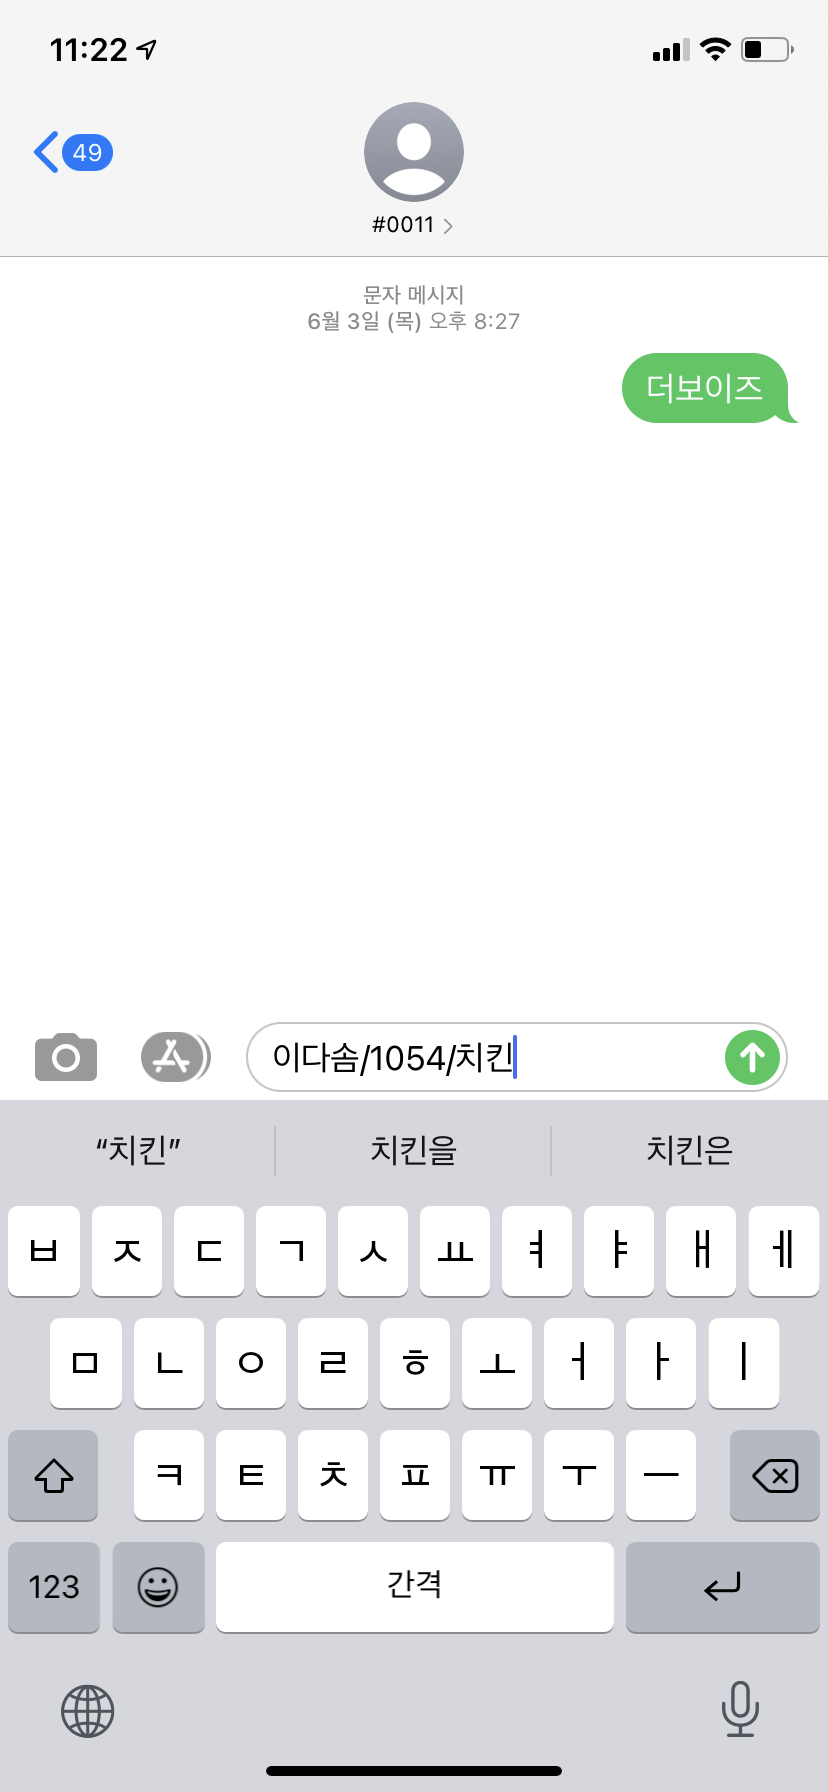 11:22
49
#0011
문자 메시지
6월 3일 (목) 오후 8:27
더보이즈
이다솜/1054/치킨
“치킨” 치킨을 치킨은
ㅂ ㅈ ㄷ ㄱ ㅅ ㅛ ㅕ ㅑ ㅐ ㅔ
ㅁ ㄴ ㅇ ㄹ ㅎ ㅗ ㅓ ㅏ ㅣ
ㅋ ㅌ ㅊ ㅍ ㅠ ㅜ ㅡ
123 간격